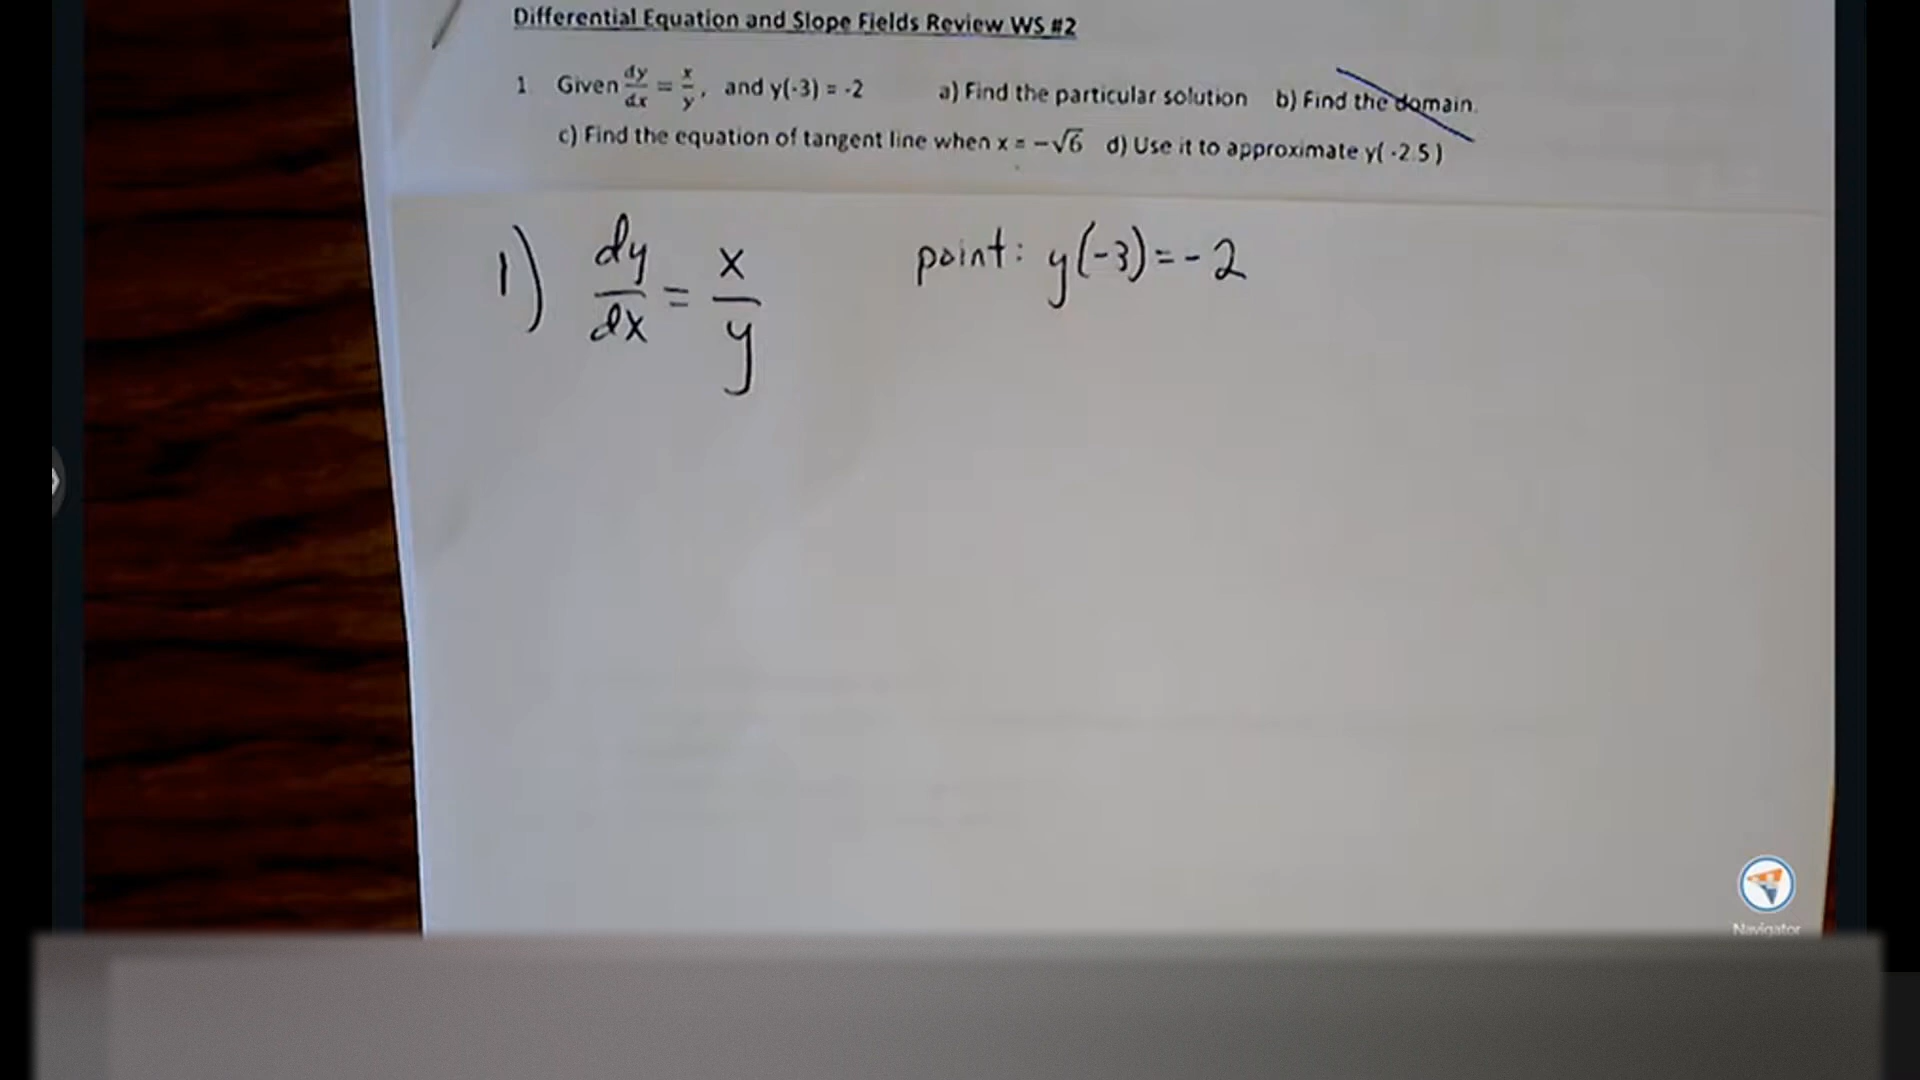 Differential Equation and Slope Fields Review WS #2
1 Given dy/dx = x/y, and y(-3) = -2 a) Find the particular solution b) Find the domain.
c) Find the equation of tangent line when x = -√6 d) Use it to approximate y( -2.5 )
1) dy/dx = x/y point: y(-3) = -2
Navigator